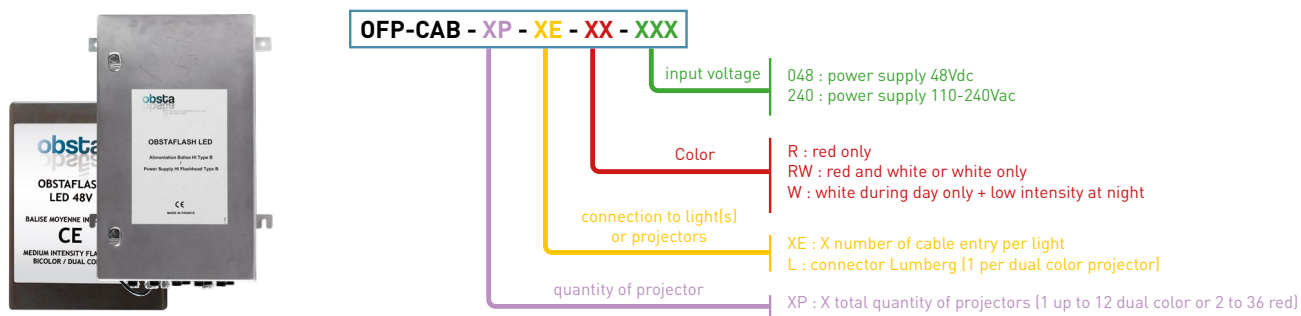 OFP-CAB - XP - XE - XX - XXX
input voltage
048 : power supply 48Vdc
240 : power supply 110-240Vac
Color
R : red only
RW : red and white or white only
W : white during day only + low intensity at night
connection to light(s)
or projectors
XE : X number of cable entry per light
L : connector Lumberg (1 per dual color projector)
quantity of projector
XP : X total quantity of projectors (1 up to 12 dual color or 2 to 36 red)
obsta
OBSTAFLASH LED
Alimentation Balise HI Type B
/
Power Supply HI Flashhead Type B
CE
MADE IN FRANCE
obsta
OBSTAFLAS
LED 48V
BALISE MOYENNE IN
CE
MEDIUM INTENSITY FLA
BICOLOR / DUAL CO